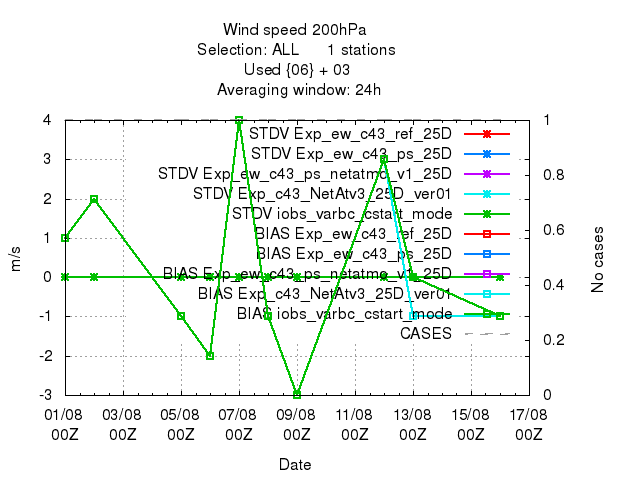 Wind speed 200hPa
Selection: ALL 1 stations
Used {06} + 03
Averaging window: 24h
4
3
2
1
0
-1
-2
-3
m/s
1
0.8
0.6
0.4
0.2
0
No cases
STDV Exp_ew_c43_ref_25D
STDV Exp_ew_c43_ps_25D
STDV Exp_ew_c43_ps_netatmo_v1_25D
STDV Exp_c43_NetAtv3_25D_ver01
STDV iobs_varbc_cstart_mode
BIAS Exp_ew_c43_ref_25D
BIAS Exp_ew_c43_ps_25D
BIAS Exp_ew_c43_ps_netatmo_v1_25D
BIAS Exp_c43_NetAtv3_25D_ver01
BIAS iobs_varbc_cstart_mode
CASES
01/08 03/08 05/08 07/08 09/08 11/08 13/08 15/08 17/08
00Z 00Z 00Z 00Z 00Z 00Z 00Z 00Z 00Z
Date